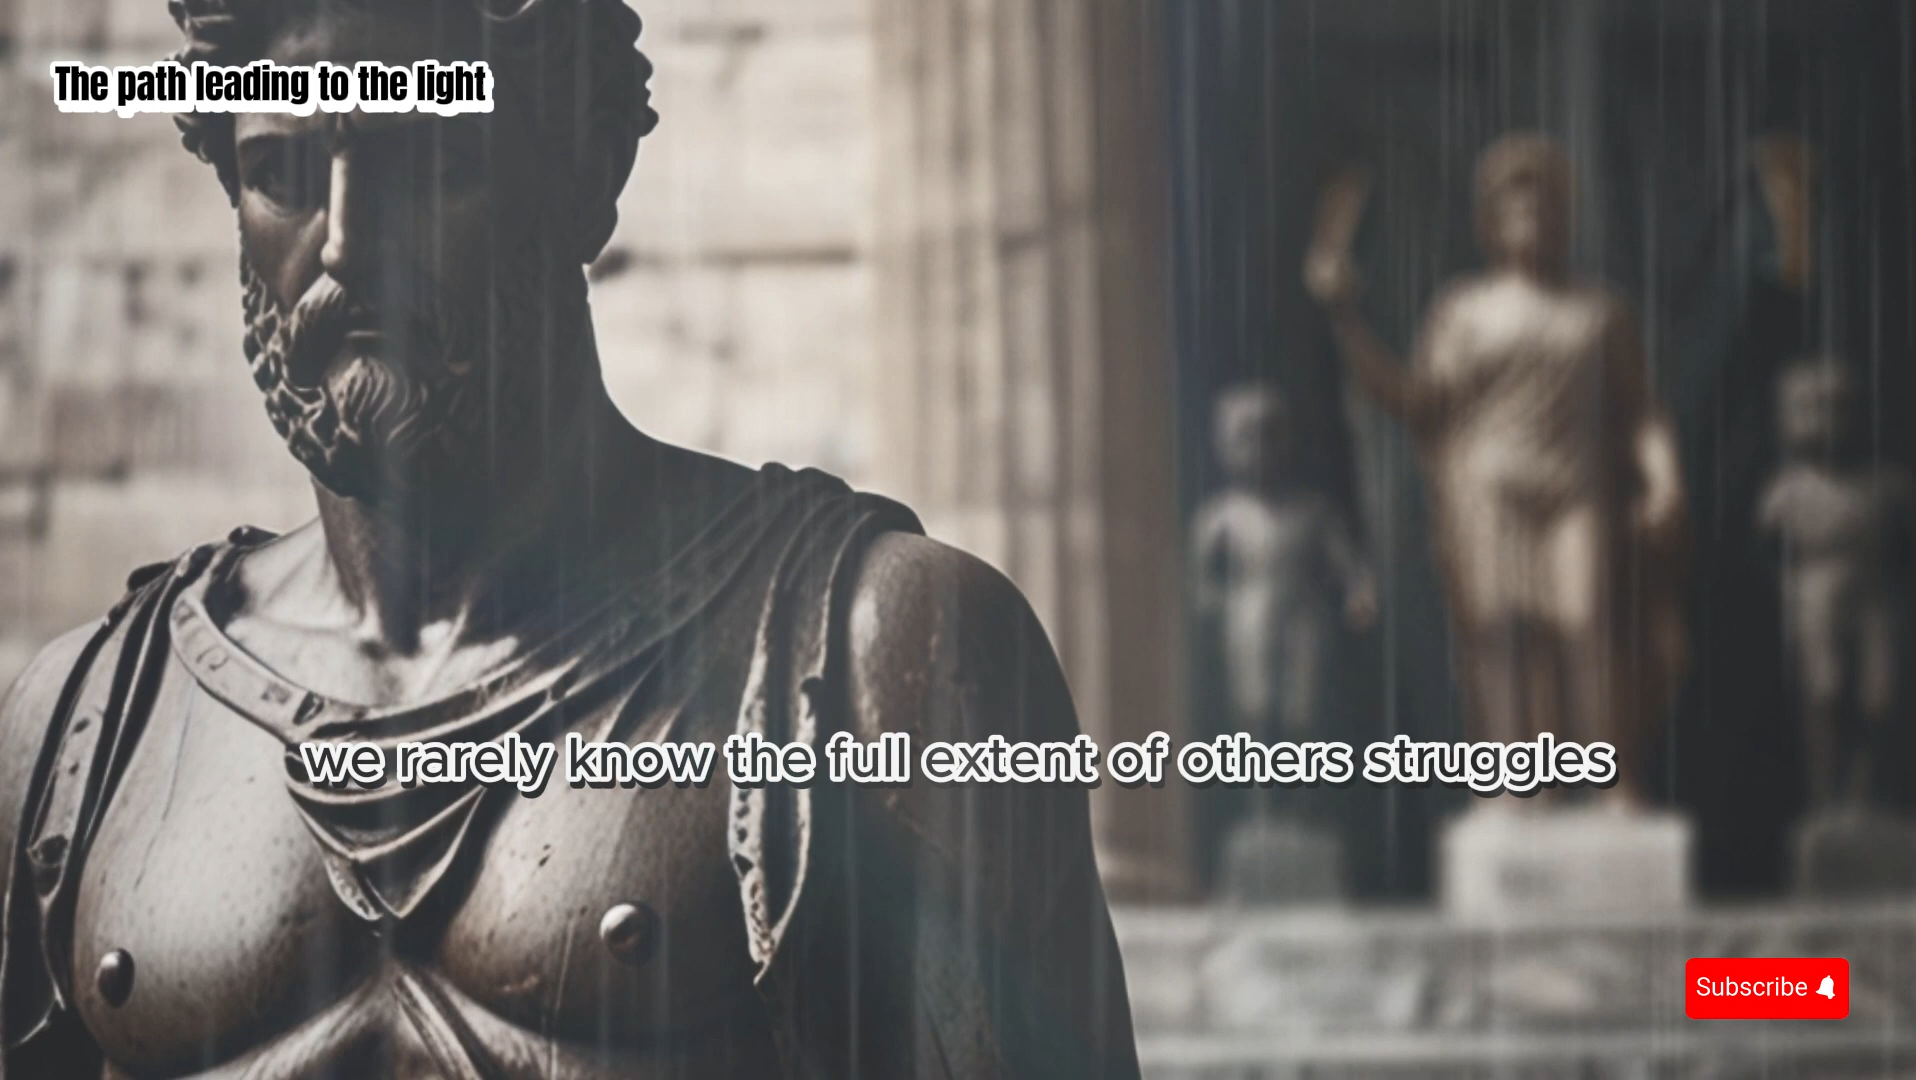 The path leading to the light
we rarely know the full extent of others struggles
Subscribe